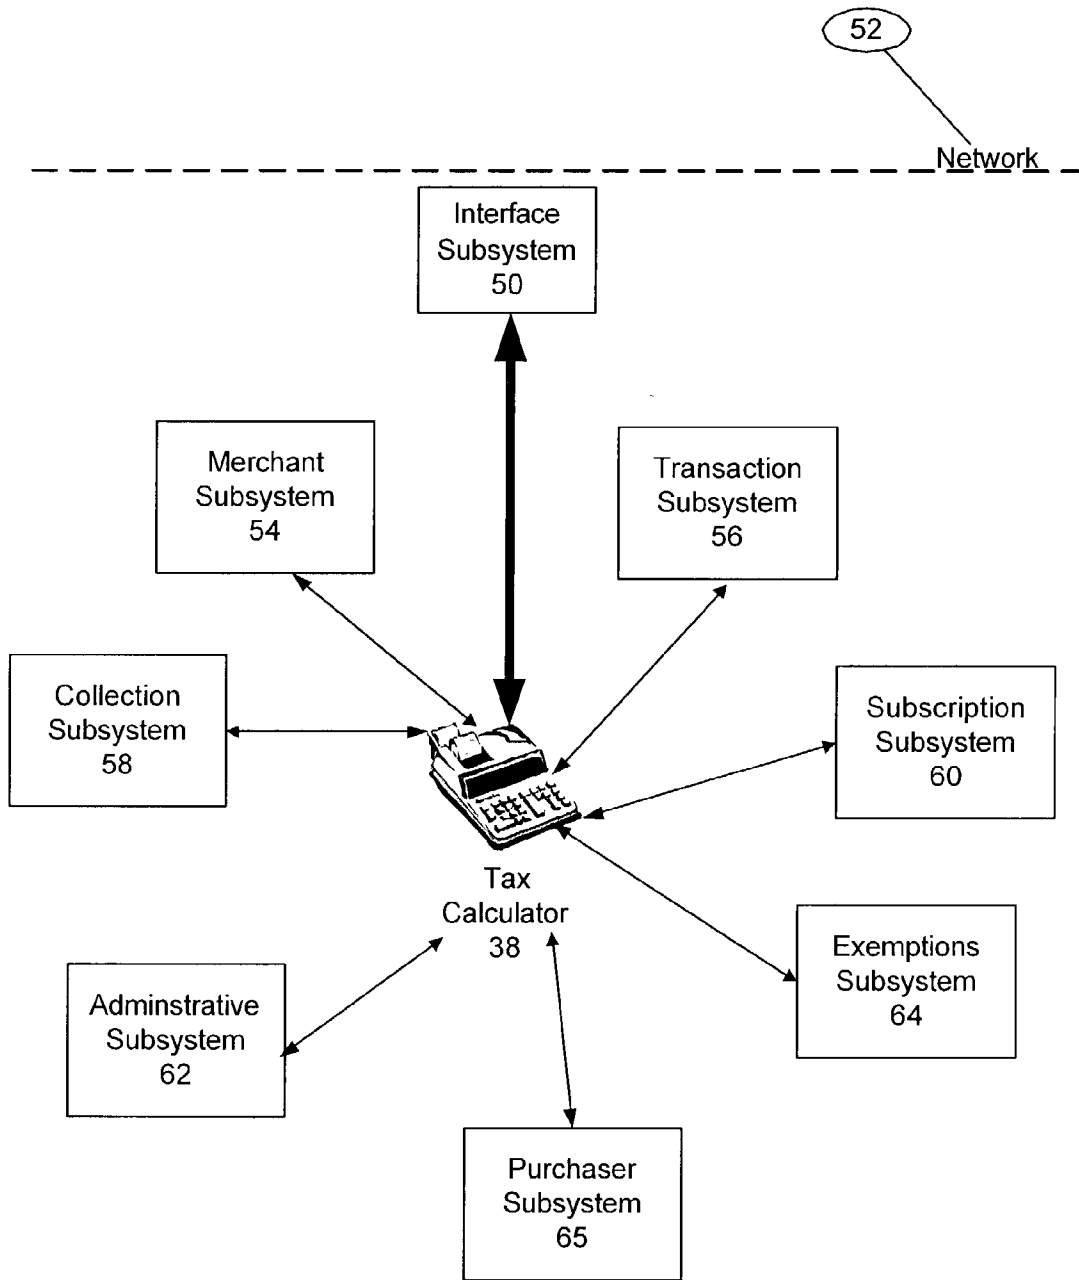 52
Network
Interface
Subsystem
50
Merchant
Subsystem
54
Transaction
Subsystem
56
Collection
Subsystem
58
Subscription
Subsystem
60
Tax
Calculator
38
Exemptions
Subsystem
64
Adminstrative
Subsystem
62
Purchaser
Subsystem
65